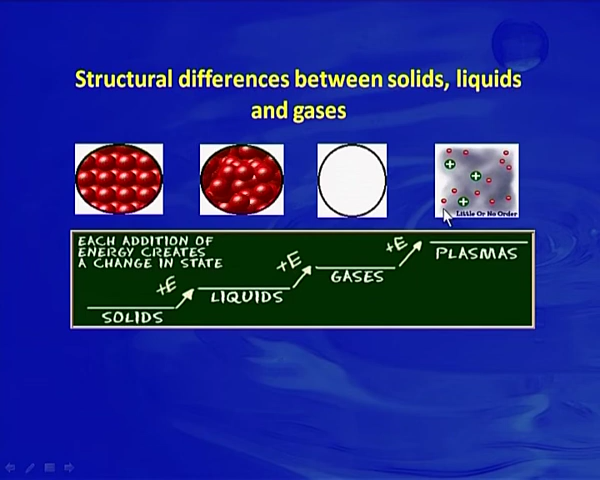 Structural differences between solids, liquids
and gases
+
+
+
Little Or No Order
EACH ADDITION OF
ENERGY CREATES
A CHANGE IN STATE
+E
+E
+E
SOLIDS
LIQUIDS
GASES
PLASMAS